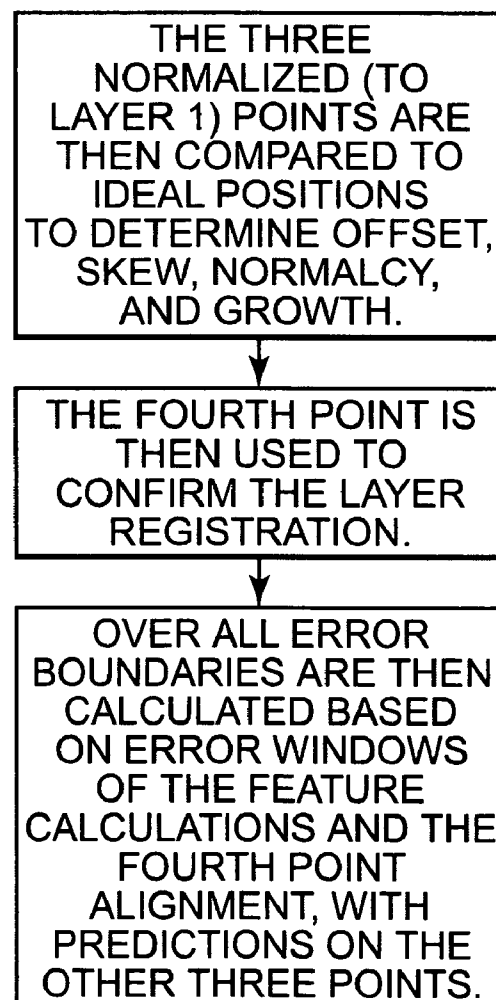 THE THREE
NORMALIZED (TO
LAYER 1) POINTS ARE
THEN COMPARED TO
IDEAL POSITIONS
TO DETERMINE OFFSET,
SKEW, NORMALCY,
AND GROWTH.
THE FOURTH POINT IS
THEN USED TO
CONFIRM THE LAYER
REGISTRATION.
OVER ALL ERROR
BOUNDARIES ARE THEN
CALCULATED BASED
ON ERROR WINDOWS
OF THE FEATURE
CALCULATIONS AND THE
FOURTH POINT
ALIGNMENT, WITH
PREDICTIONS ON THE
OTHER THREE POINTS.